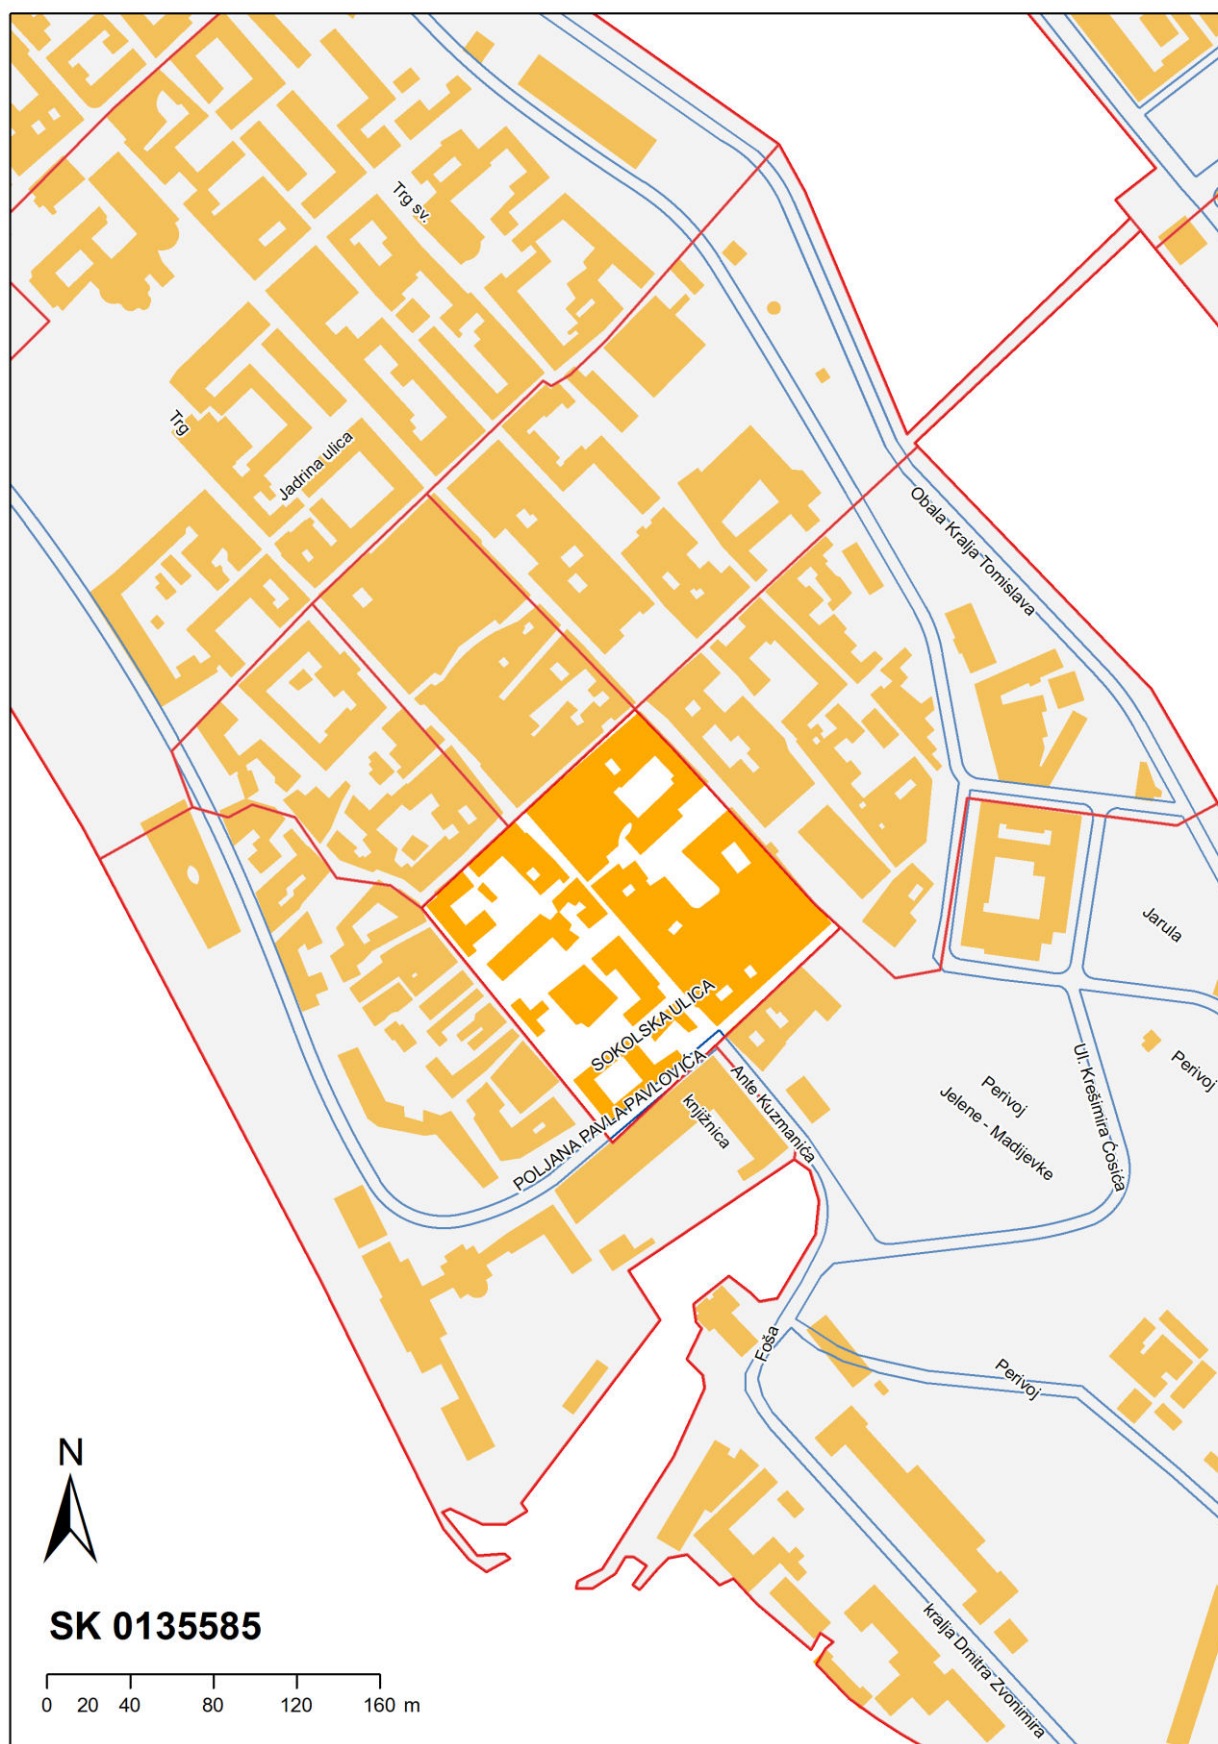 Trg sv.
Trg
Jadrina ulica
Obala Kralja Tomislava
Jarula
SOKOLSKA ULICA
POLJANA PAVLA PAVLOVIĆA
Ante Kuzmanića
knjižnica
Perivoj
Jelene - Madijevke
Ul. Krešimira Ćosića
Perivoj
Foša
Perivoj
kralja Dmitra Zvonimira
N
SK 0135585
0 20 40 80 120 160 m